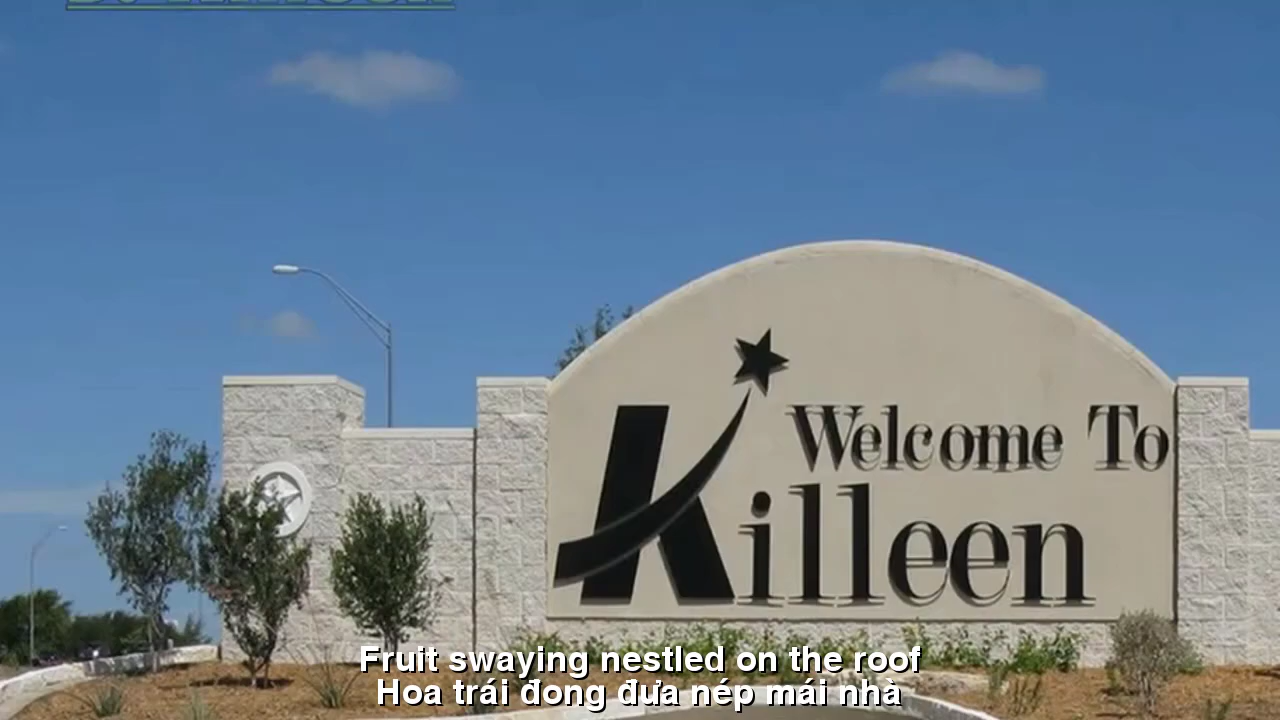 Welcome To
Killeen
Fruit swaying nestled on the roof
Hoa trái đong đưa nép mái nhà